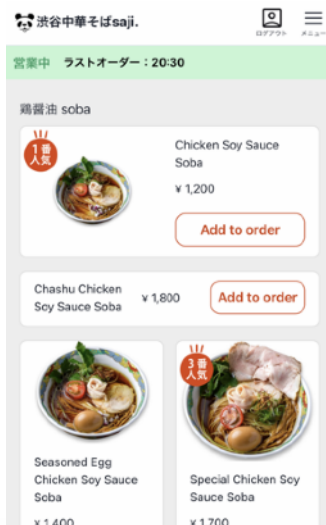 渋谷中華そばsaji.
ログアウト
メニュー
営業中 ラストオーダー：20:30
鶏醤油 soba
1番
人気
Chicken Soy Sauce
Soba
¥ 1,200
Add to order
Chashu Chicken
Soy Sauce Soba
¥ 1,800
Add to order
Seasoned Egg
Chicken Soy Sauce
Soba
¥ 1,400
3番
人気
Special Chicken Soy
Sauce Soba
¥ 1,700